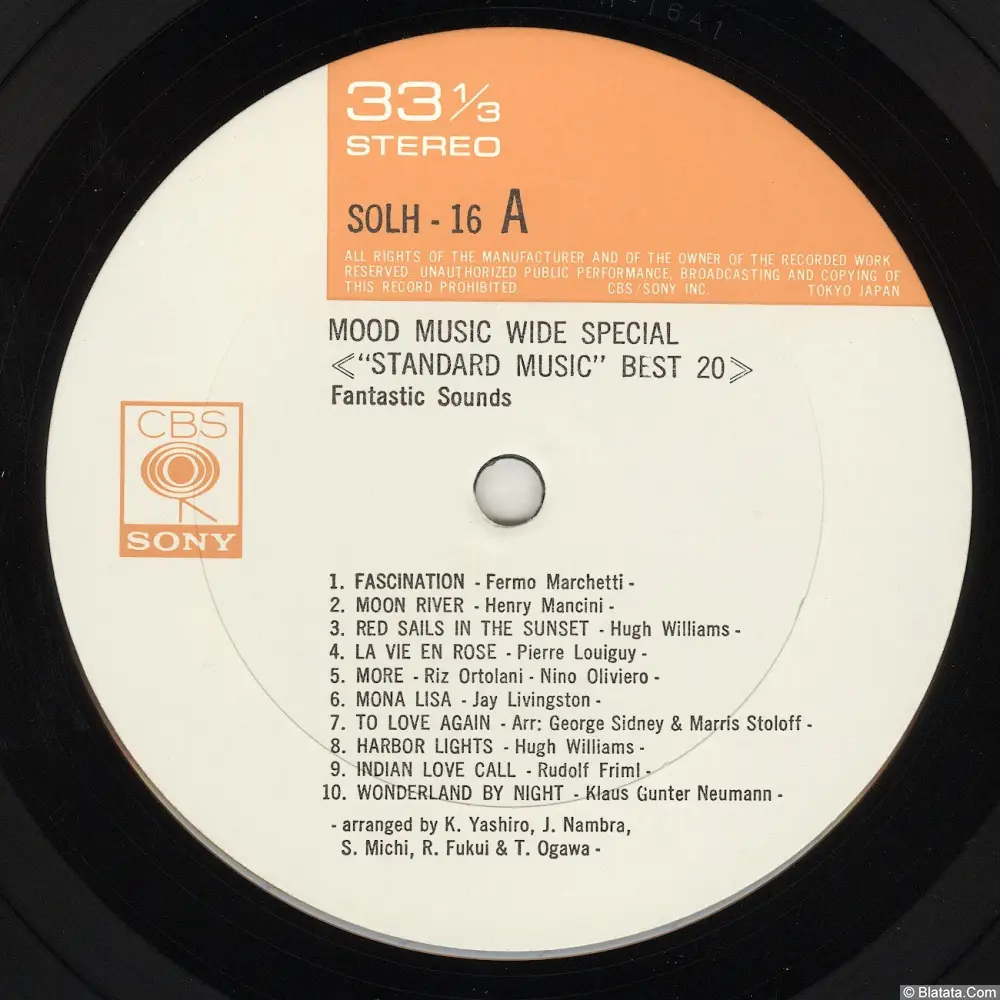 33 1/3
STEREO
SOLH - 16 A
ALL RIGHTS OF THE MANUFACTURER AND OF THE OWNER OF THE RECORDED WORK
RESERVED. UNAUTHORIZED PUBLIC PERFORMANCE, BROADCASTING AND COPYING OF
THIS RECORD PROHIBITED CBS/SONY INC. TOKYO JAPAN
MOOD MUSIC WIDE SPECIAL
≪"STANDARD MUSIC" BEST 20≫
Fantastic Sounds
CBS
SONY
1. FASCINATION - Fermo Marchetti -
2. MOON RIVER - Henry Mancini -
3. RED SAILS IN THE SUNSET - Hugh Williams -
4. LA VIE EN ROSE - Pierre Louiguy -
5. MORE - Riz Ortolani - Nino Oliviero -
6. MONA LISA - Jay Livingston -
7. TO LOVE AGAIN - Arr: George Sidney & Marris Stoloff -
8. HARBOR LIGHTS - Hugh Williams -
9. INDIAN LOVE CALL - Rudolf Friml -
10. WONDERLAND BY NIGHT - Klaus Gunter Neumann -
- arranged by K. Yashiro, J. Nambra,
S. Michi, R. Fukui & T. Ogawa -
© Blatata.Com